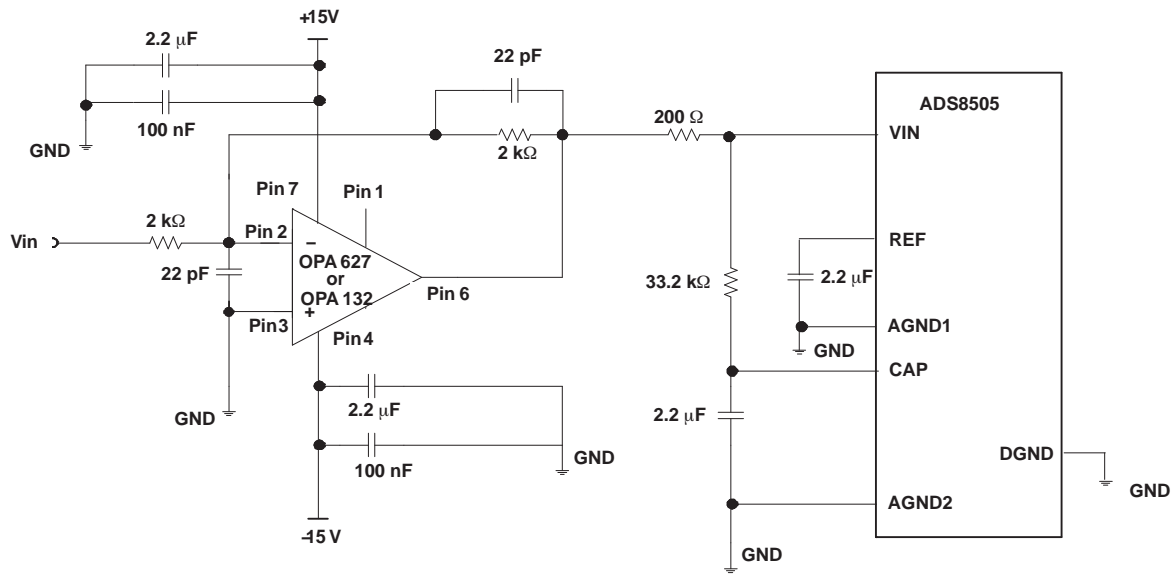 +15V
2.2 μF
22 pF
ADS8505
100 nF
200 Ω
GND
VIN
2 kΩ
Pin 7
Pin 1
2 kΩ
Pin 2
Vin
−
REF
OPA 627
22 pF
or
2.2 μF
Pin 6
33.2 kΩ
OPA 132
Pin3
+
Pin4
AGND1
GND
CAP
GND
2.2 μF
2.2 μF
100 nF
GND
DGND
GND
AGND2
−15 V
GND